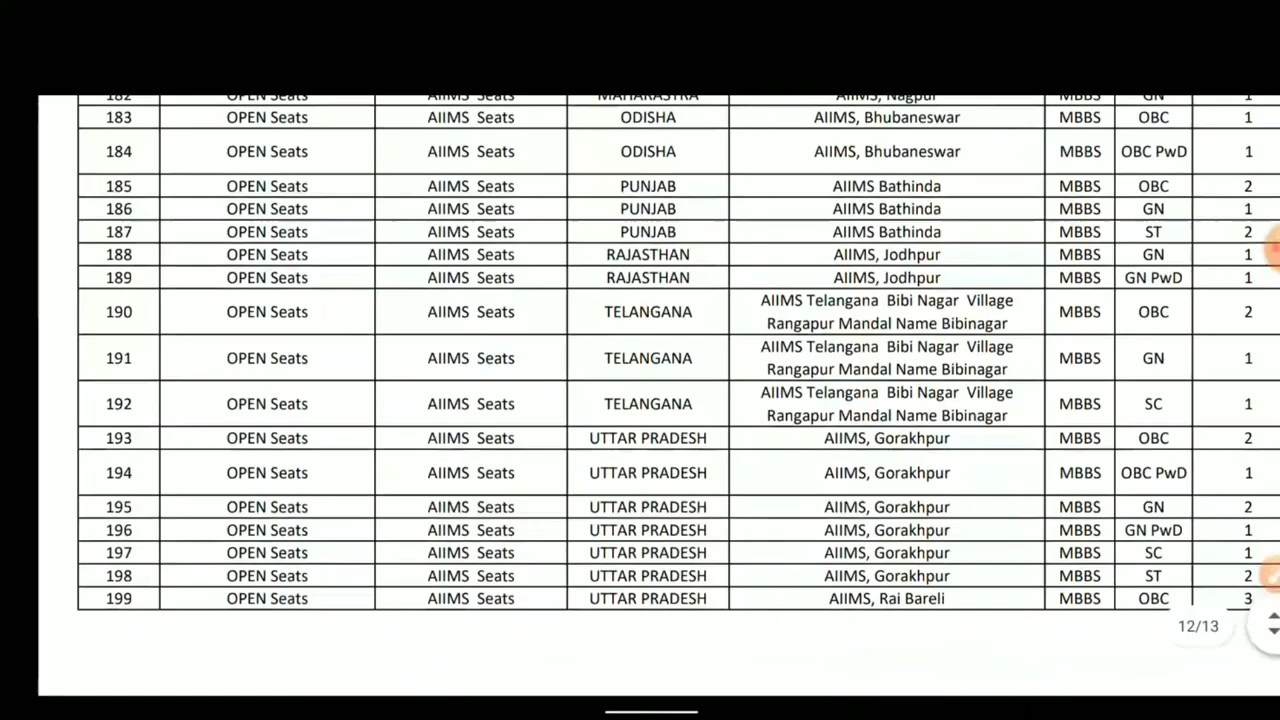 182 OPEN Seats AIIMS Seats MAHARASTRA AIIMS, Nagpur MBBS GN 1
183 OPEN Seats AIIMS Seats ODISHA AIIMS, Bhubaneswar MBBS OBC 1
184 OPEN Seats AIIMS Seats ODISHA AIIMS, Bhubaneswar MBBS OBC PwD 1
185 OPEN Seats AIIMS Seats PUNJAB AIIMS Bathinda MBBS OBC 2
186 OPEN Seats AIIMS Seats PUNJAB AIIMS Bathinda MBBS GN 1
187 OPEN Seats AIIMS Seats PUNJAB AIIMS Bathinda MBBS ST 2
188 OPEN Seats AIIMS Seats RAJASTHAN AIIMS, Jodhpur MBBS GN 1
189 OPEN Seats AIIMS Seats RAJASTHAN AIIMS, Jodhpur MBBS GN PwD 1
190 OPEN Seats AIIMS Seats TELANGANA AIIMS Telangana Bibi Nagar Village
Rangapur Mandal Name Bibinagar MBBS OBC 2
191 OPEN Seats AIIMS Seats TELANGANA AIIMS Telangana Bibi Nagar Village
Rangapur Mandal Name Bibinagar MBBS GN 1
192 OPEN Seats AIIMS Seats TELANGANA AIIMS Telangana Bibi Nagar Village
Rangapur Mandal Name Bibinagar MBBS SC 1
193 OPEN Seats AIIMS Seats UTTAR PRADESH AIIMS, Gorakhpur MBBS OBC 2
194 OPEN Seats AIIMS Seats UTTAR PRADESH AIIMS, Gorakhpur MBBS OBC PwD 1
195 OPEN Seats AIIMS Seats UTTAR PRADESH AIIMS, Gorakhpur MBBS GN 2
196 OPEN Seats AIIMS Seats UTTAR PRADESH AIIMS, Gorakhpur MBBS GN PwD 1
197 OPEN Seats AIIMS Seats UTTAR PRADESH AIIMS, Gorakhpur MBBS SC 1
198 OPEN Seats AIIMS Seats UTTAR PRADESH AIIMS, Gorakhpur MBBS ST 2
199 OPEN Seats AIIMS Seats UTTAR PRADESH AIIMS, Rai Bareli MBBS OBC 3
12/13